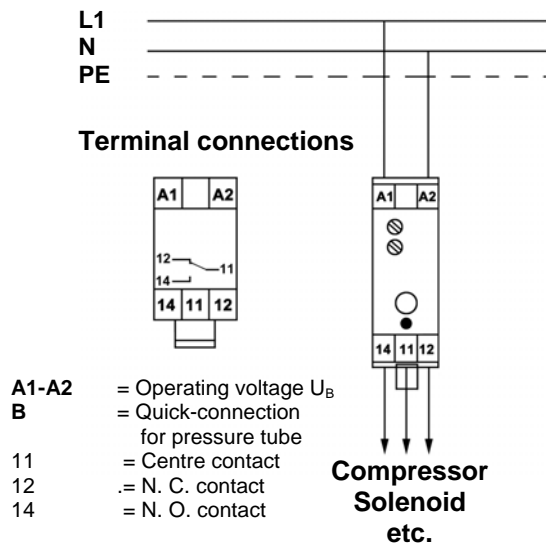 L1
N
PE
Terminal connections
A1 A2
12 11
14
14 11 12
A1 A2
14 11 12
A1-A2 = Operating voltage UB
B = Quick-connection
for pressure tube
11 = Centre contact
12 .= N. C. contact
14 = N. O. contact
Compressor
Solenoid
etc.